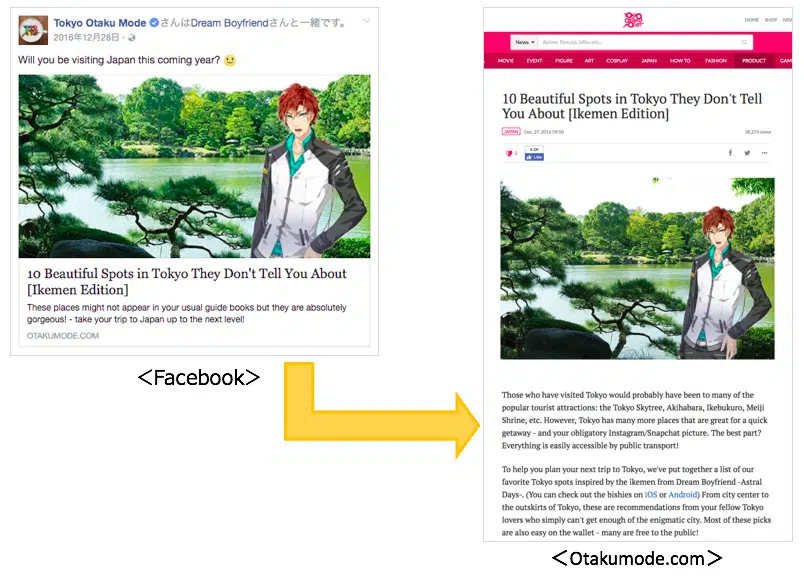 Tokyo Otaku Mode さんはDream Boyfriendさんと一緒です。
2016年12月28日 ·
Will you be visiting Japan this coming year? 🙂
10 Beautiful Spots in Tokyo They Don't Tell You About
[Ikemen Edition]
These places might not appear in your usual guide books but they are absolutely
gorgeous! - take your trip to Japan up to the next level!
OTAKUMODE.COM
＜Facebook＞
HOME SHOP NEW
News
Anime, Naruto, Miku etc...
MOVIE EVENT FIGURE ART COSPLAY JAPAN HOW TO FASHION PRODUCT GAM
10 Beautiful Spots in Tokyo They Don't Tell
You About [Ikemen Edition]
JAPAN Dec. 27, 2016 09:00
38,274 views
4.2K
Like
Those who have visited Tokyo would probably have been to many of the
popular tourist attractions: the Tokyo Skytree, Akihabara, Ikebukuro, Meiji
Shrine, etc. However, Tokyo has many more places that are great for a quick
getaway - and your obligatory Instagram/Snapchat picture. The best part?
Everything is easily accessible by public transport!
To help you plan your next trip to Tokyo, we've put together a list of our
favorite Tokyo spots inspired by the ikemen from Dream Boyfriend -Astral
Days-. (You can check out the bishies on iOS or Android) From city center to
the outskirts of Tokyo, these are recommendations from your fellow Tokyo
lovers who simply can't get enough of the enigmatic city. Most of these picks
are also easy on the wallet - many are free to the public!
＜Otakumode.com＞